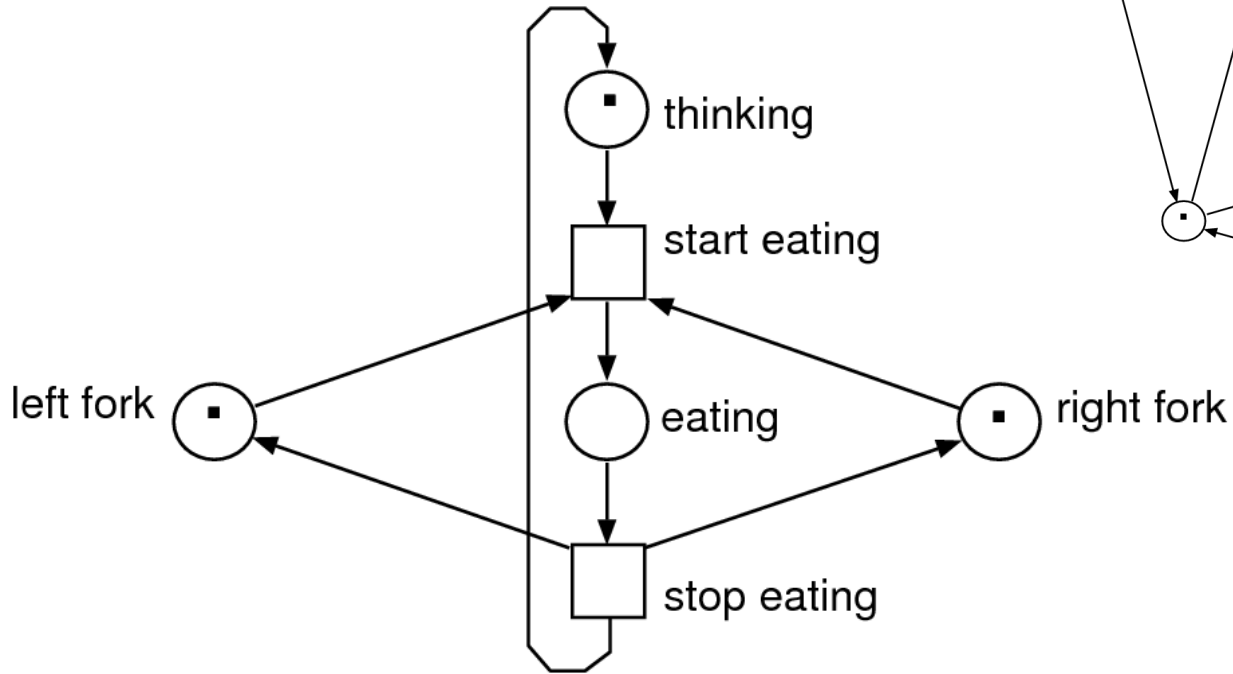 thinking
start eating
left fork
eating
right fork
stop eating